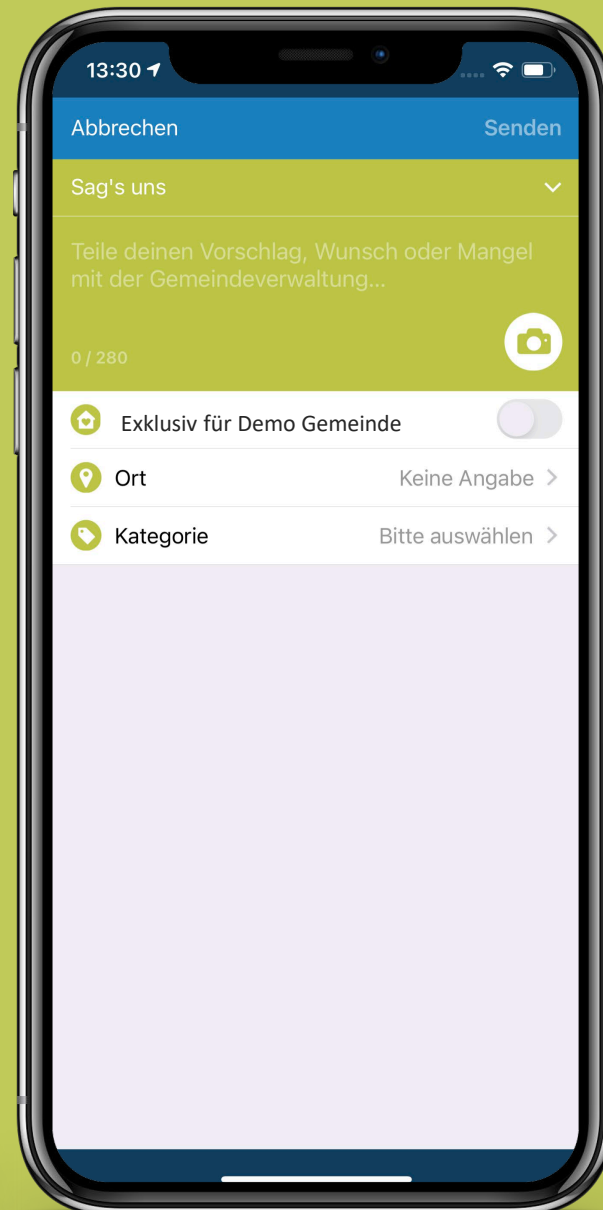 13:30
Abbrechen Senden
Sag's uns
Teile deinen Vorschlag, Wunsch oder Mangel
mit der Gemeindeverwaltung...
0 / 280
Exklusiv für Demo Gemeinde
Ort Keine Angabe
Kategorie Bitte auswählen